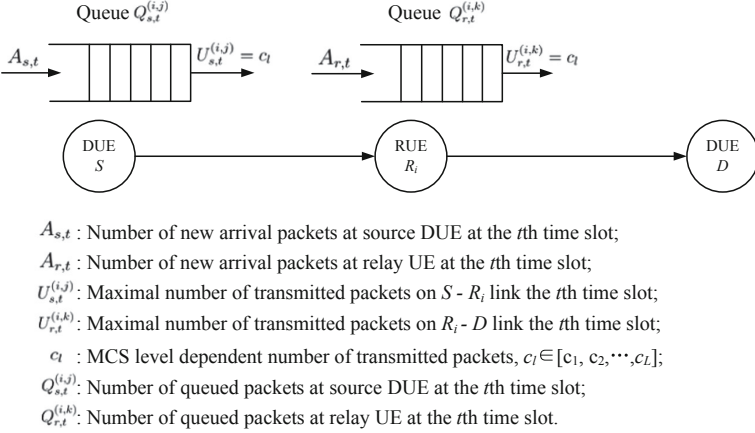 Queue Q_{s,t}^{(i,j)} Queue Q_{r,t}^{(i,k)}
A_{s,t} U_{s,t}^{(i,j)} = c_l A_{r,t} U_{r,t}^{(i,k)} = c_l
DUE RUE DUE
S R_i D
A_{s,t} : Number of new arrival packets at source DUE at the tth time slot;
A_{r,t} : Number of new arrival packets at relay UE at the tth time slot;
U_{s,t}^{(i,j)} : Maximal number of transmitted packets on S - R_i link the tth time slot;
U_{r,t}^{(i,k)} : Maximal number of transmitted packets on R_i - D link the tth time slot;
c_l : MCS level dependent number of transmitted packets, c_l∈[c_1, c_2,⋯,c_L];
Q_{s,t}^{(i,j)} : Number of queued packets at source DUE at the tth time slot;
Q_{r,t}^{(i,k)} : Number of queued packets at relay UE at the tth time slot.